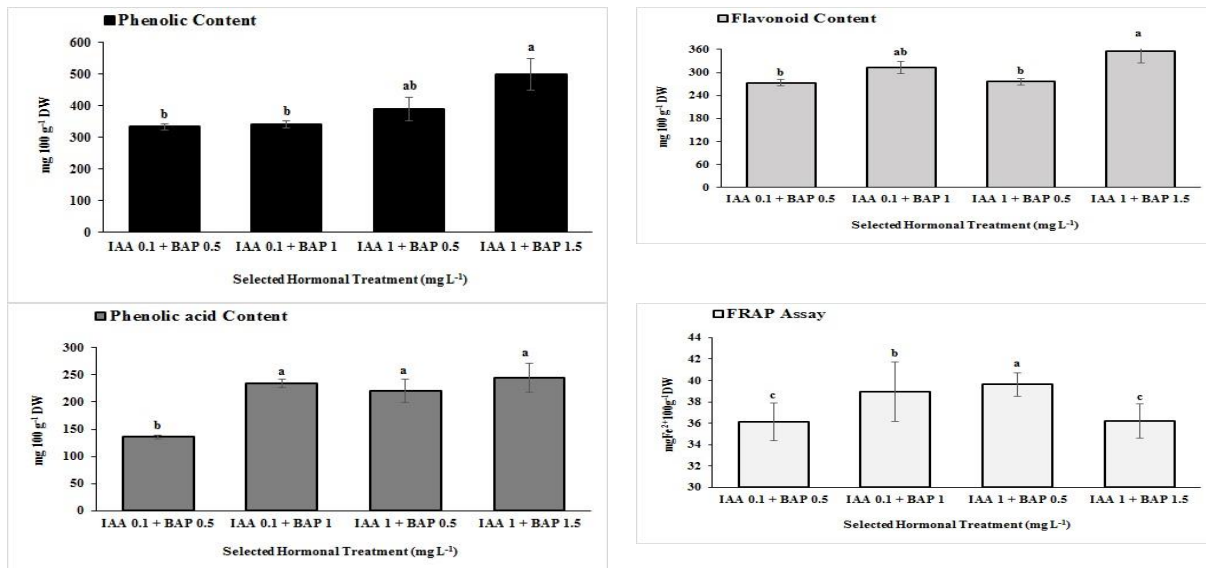 Phenolic Content
600
500
400
300
200
100
0
mg 100 g⁻¹ DW
b
b
ab
a
IAA 0.1 + BAP 0.5 IAA 0.1 + BAP 1 IAA 1 + BAP 0.5 IAA 1 + BAP 1.5
Selected Hormonal Treatment (mg L⁻¹)
Flavonoid Content
360
300
240
180
120
60
0
mg 100 g⁻¹ DW
b
ab
b
a
IAA 0.1 + BAP 0.5 IAA 0.1 + BAP 1 IAA 1 + BAP 0.5 IAA 1 + BAP 1.5
Selected Hormonal Treatment (mg L⁻¹)
Phenolic acid Content
300
250
200
150
100
50
0
mg 100 g⁻¹ DW
b
a
a
a
IAA 0.1 + BAP 0.5 IAA 0.1 + BAP 1 IAA 1 + BAP 0.5 IAA 1 + BAP 1.5
Selected Hormonal Treatment (mg L⁻¹)
FRAP Assay
44
42
40
38
36
34
32
30
mgFe²⁺100g⁻¹DW
c
b
a
c
IAA 0.1 + BAP 0.5 IAA 0.1 + BAP 1 IAA 1 + BAP 0.5 IAA 1 + BAP 1.5
Selected Hormonal Treatment (mg L⁻¹)